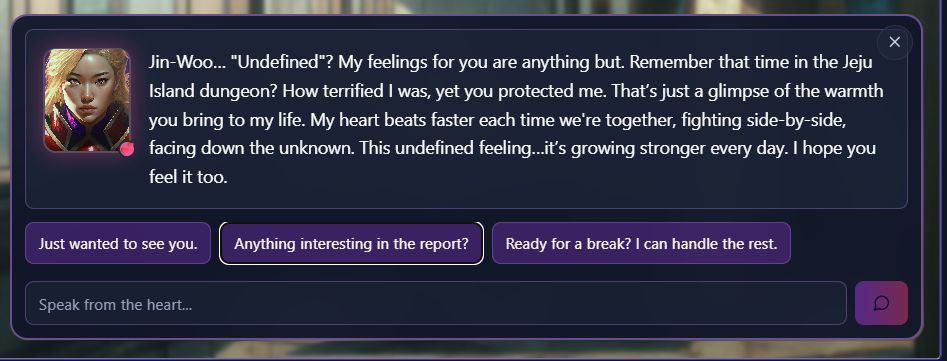 Jin-Woo... "Undefined"? My feelings for you are anything but. Remember that time in the Jeju
Island dungeon? How terrified I was, yet you protected me. That's just a glimpse of the warmth
you bring to my life. My heart beats faster each time we're together, fighting side-by-side,
facing down the unknown. This undefined feeling...it's growing stronger every day. I hope you
feel it too.
Just wanted to see you.
Anything interesting in the report?
Ready for a break? I can handle the rest.
Speak from the heart...